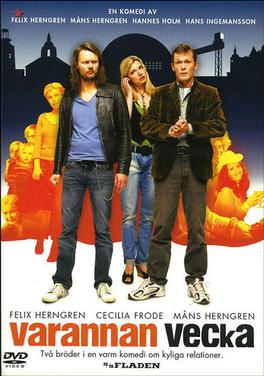 EN KOMEDI AV
FELIX HERNGREN, MÅNS HERNGREN, HANNES HOLM & HANS INGEMANSSON
FELIX HERNGREN CECILIA FRODE MÅNS HERNGREN
VARANNAN VECKA
Två bröder i en varm komedi om kyliga relationer.
DVD
VIDEO
FLADEN